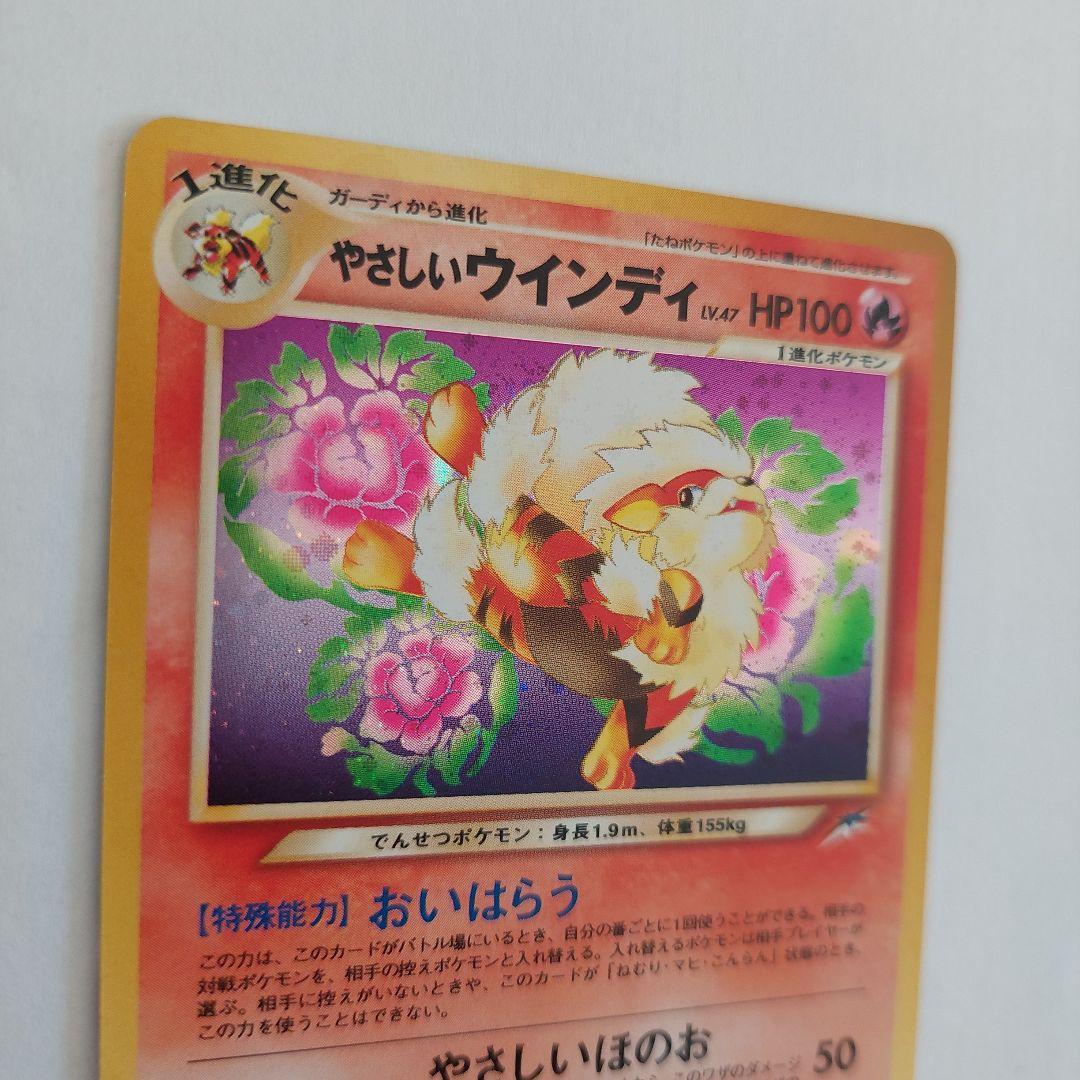 1進化
ガーディから進化
「たねポケモン」の上に重ねて進化させます。
やさしいウインディ LV.47 HP100
1進化ポケモン
でんせつポケモン：身長1.9m、体重155kg
【特殊能力】おいはらう
この力は、このカードがバトル場にいるとき、自分の番ごとに1回使うことができる。相手の
対戦ポケモンを、相手の控えポケモンと入れ替える。入れ替えるポケモンは相手プレイヤーが
選ぶ。相手に控えがいないときや、このカードが「ねむり・マヒ・こんらん」状態のとき、
この力を使うことはできない。
やさしいほのお 50
このワザのダメージ